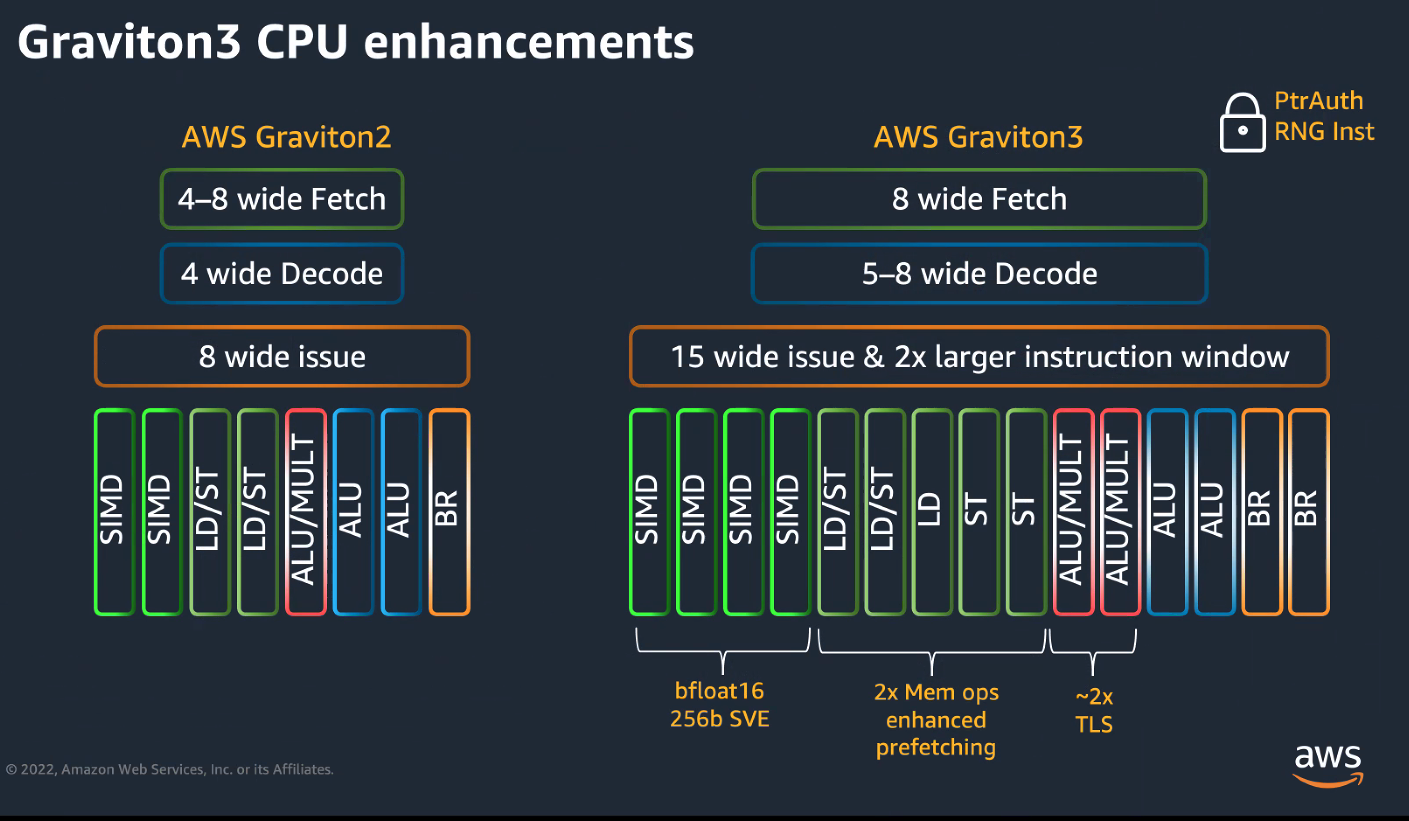 Graviton3 CPU enhancements
PtrAuth
RNG Inst
AWS Graviton2
4–8 wide Fetch
4 wide Decode
8 wide issue
SIMD
SIMD
LD/ST
LD/ST
ALU/MULT
ALU
ALU
BR
AWS Graviton3
8 wide Fetch
5–8 wide Decode
15 wide issue & 2x larger instruction window
SIMD
SIMD
SIMD
SIMD
LD/ST
LD/ST
LD
ST
ST
ALU/MULT
ALU/MULT
ALU
ALU
BR
BR
bfloat16
256b SVE
2x Mem ops
enhanced
prefetching
~2x
TLS
© 2022, Amazon Web Services, Inc. or its Affiliates.
aws